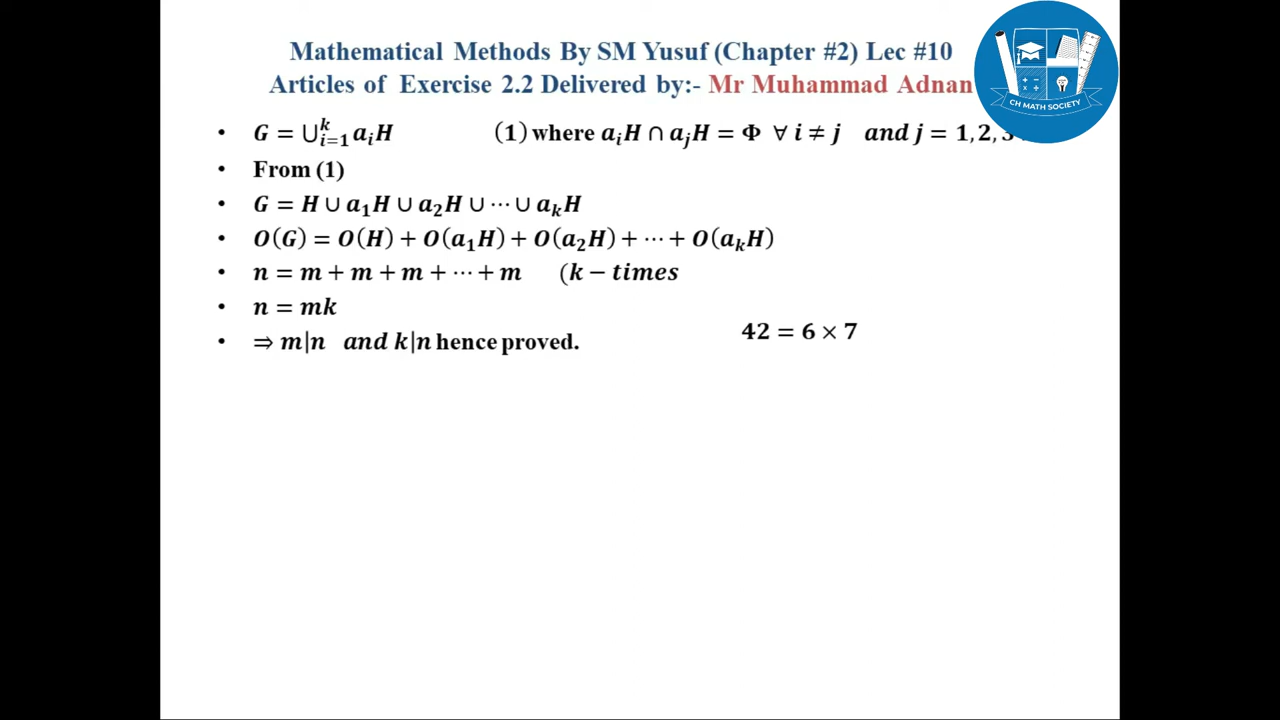 Mathematical Methods By SM Yusuf (Chapter #2) Lec #10
Articles of Exercise 2.2 Delivered by:- Mr Muhammad Adnan
CH MATH SOCIETY
• G = ⋃ᵏᵢ₌₁ aᵢH (1) where aᵢH ∩ aⱼH = Φ ∀ i ≠ j and j = 1, 2, 3
• From (1)
• G = H ∪ a₁H ∪ a₂H ∪ ⋯ ∪ aₖH
• O(G) = O(H) + O(a₁H) + O(a₂H) + ⋯ + O(aₖH)
• n = m + m + m + ⋯ + m (k − times
• n = mk
• ⇒ m|n and k|n hence proved.
42 = 6 × 7